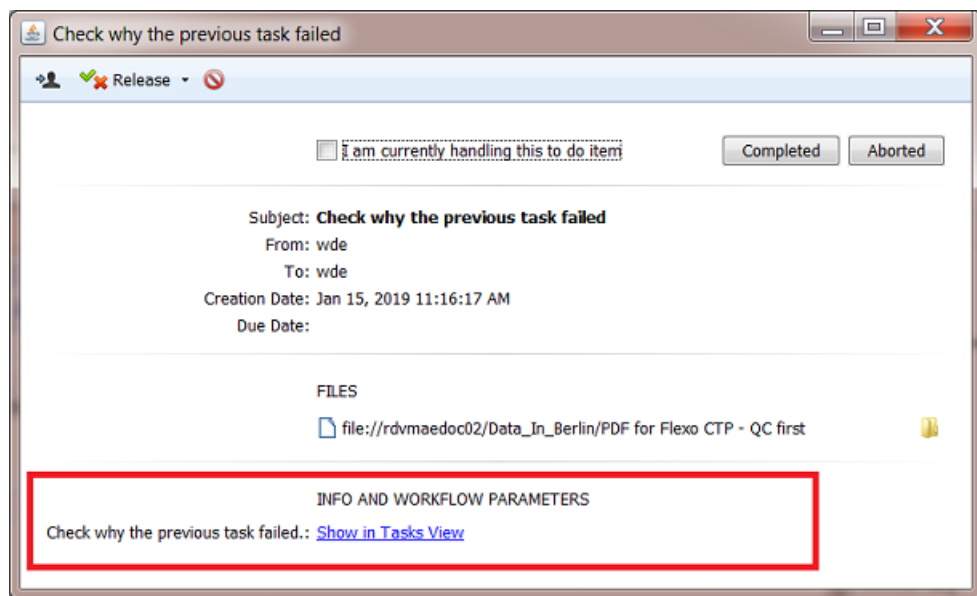 Check why the previous task failed
Release
I am currently handling this to do item
Completed
Aborted
Subject: Check why the previous task failed
From: wde
To: wde
Creation Date: Jan 15, 2019 11:16:17 AM
Due Date:
FILES
file://rdvmaedoc02/Data_In_Berlin/PDF for Flexo CTP - QC first
INFO AND WORKFLOW PARAMETERS
Check why the previous task failed.: Show in Tasks View